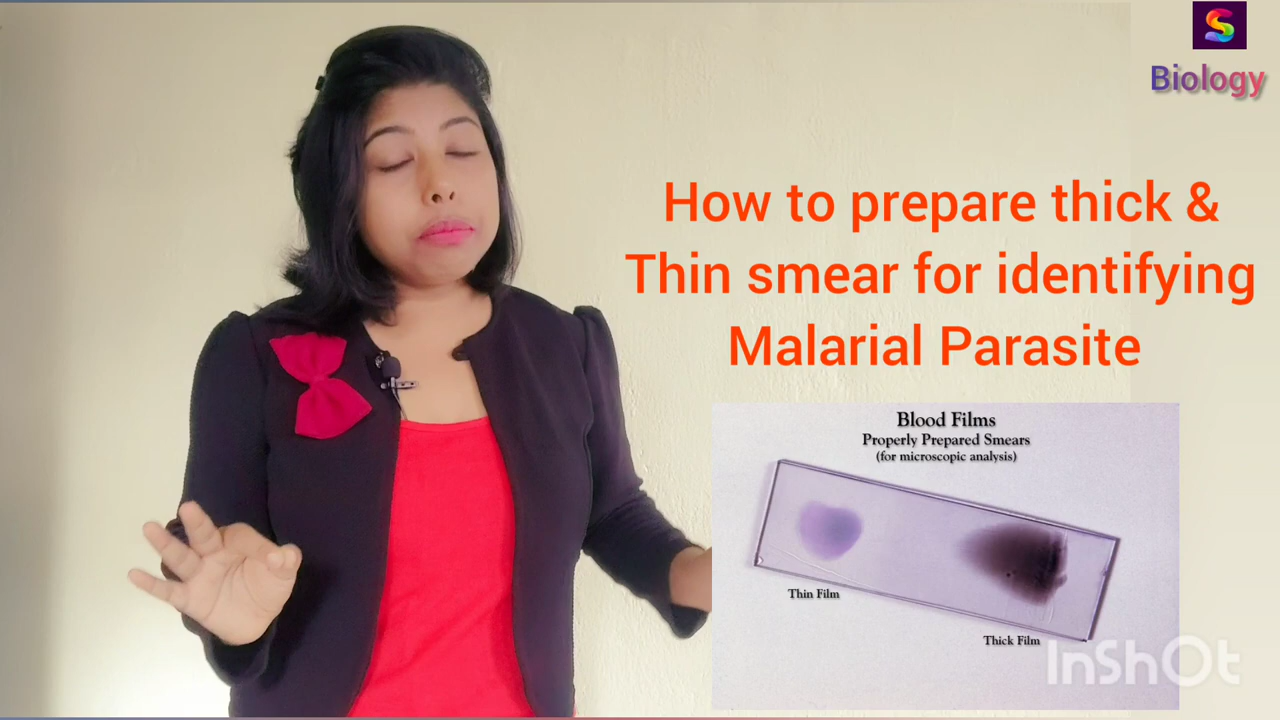 S
Biology
How to prepare thick &
Thin smear for identifying
Malarial Parasite
Blood Films
Properly Prepared Smears
(for microscopic analysis)
Thin Film
Thick Film
InShOt